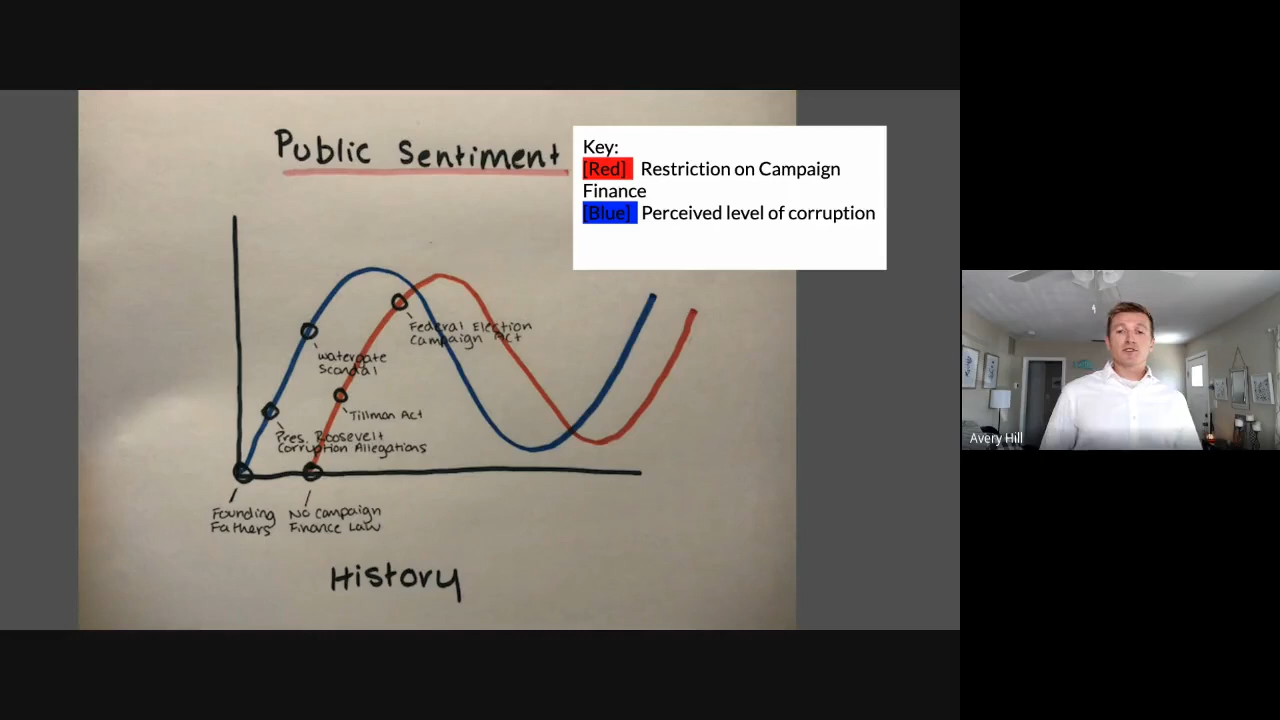 Public Sentiment
Key:
[Red] Restriction on Campaign
Finance
[Blue] Perceived level of corruption
Federal Election
Campaign Act
Watergate
Scandal
Tillman Act
Pres. Roosevelt
Corruption Allegations
Founding
Fathers
No Campaign
Finance Law
History
Avery Hill